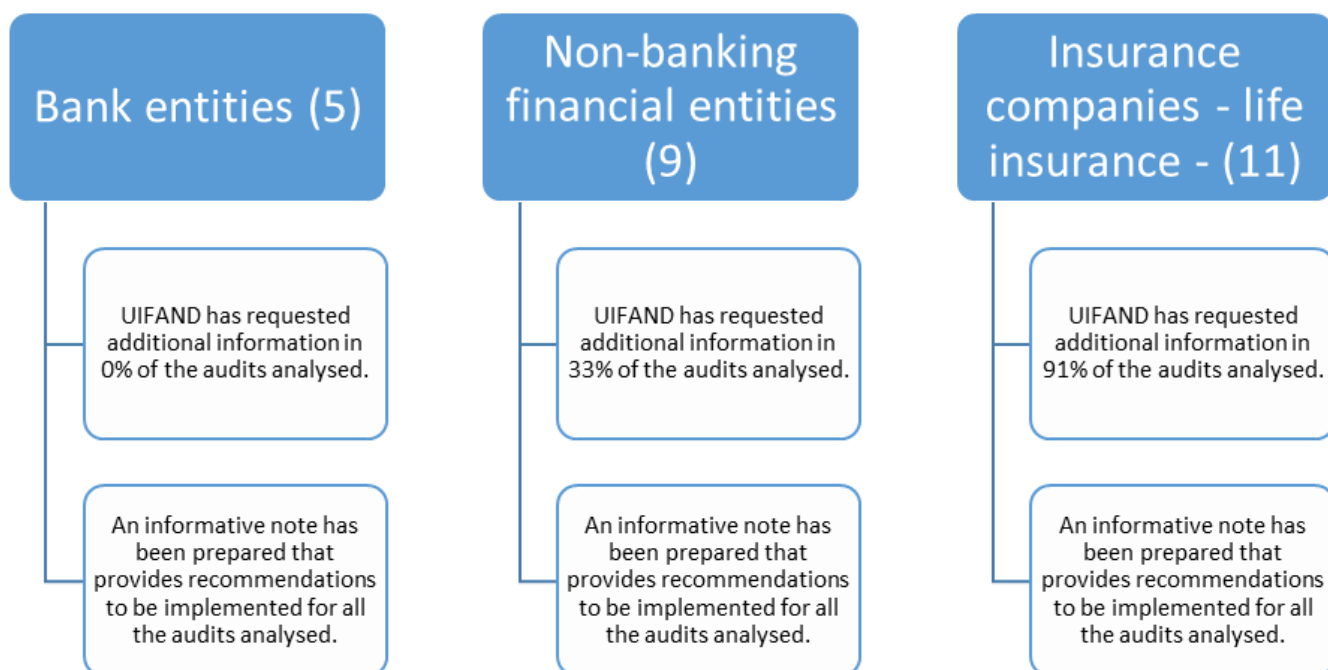 Bank entities (5)
UIFAND has requested
additional information in
0% of the audits analysed.
An informative note has
been prepared that
provides recommendations
to be implemented for all
the audits analysed.
Non-banking
financial entities
(9)
UIFAND has requested
additional information in
33% of the audits analysed.
An informative note has
been prepared that
provides recommendations
to be implemented for all
the audits analysed.
Insurance
companies - life
insurance - (11)
UIFAND has requested
additional information in
91% of the audits analysed.
An informative note has
been prepared that
provides recommendations
to be implemented for all
the audits analysed.